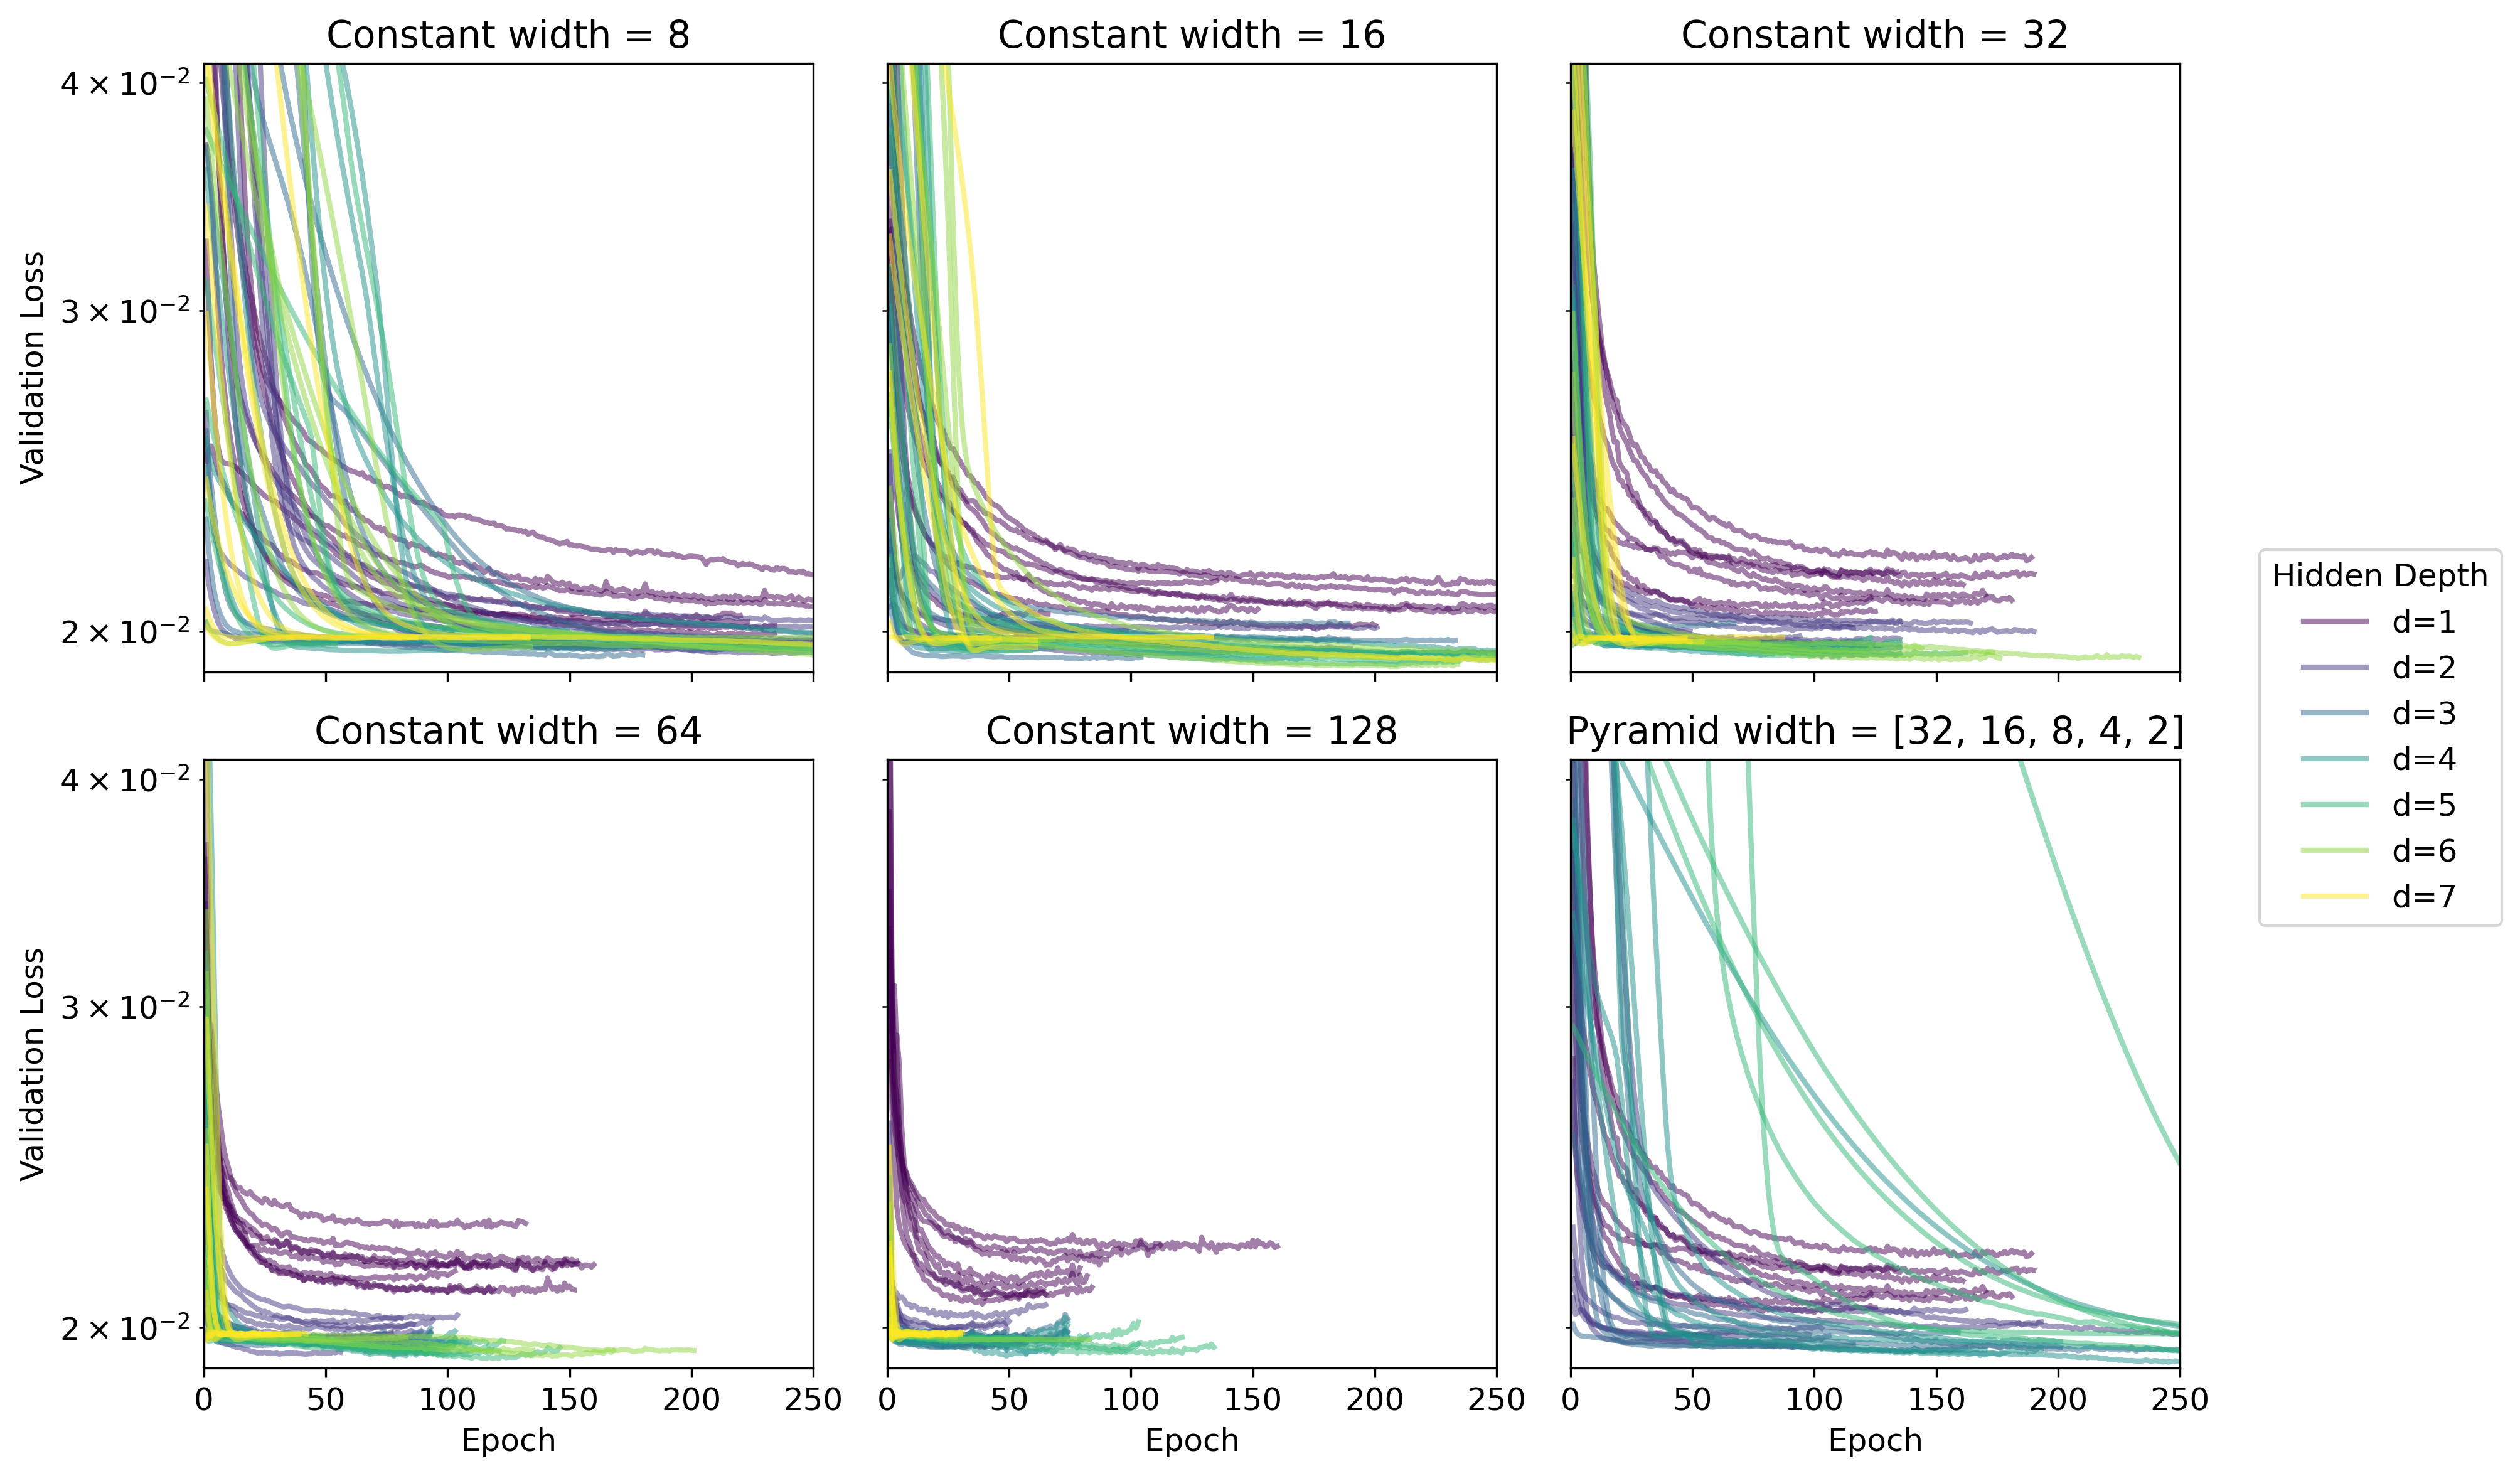 Constant width = 8
Constant width = 16
Constant width = 32
Validation Loss
4 × 10⁻²
3 × 10⁻²
2 × 10⁻²
Constant width = 64
Constant width = 128
Pyramid width = [32, 16, 8, 4, 2]
Validation Loss
4 × 10⁻²
3 × 10⁻²
2 × 10⁻²
0 50 100 150 200 250
0 50 100 150 200 250
0 50 100 150 200 250
Epoch
Epoch
Epoch
Hidden Depth
d=1
d=2
d=3
d=4
d=5
d=6
d=7